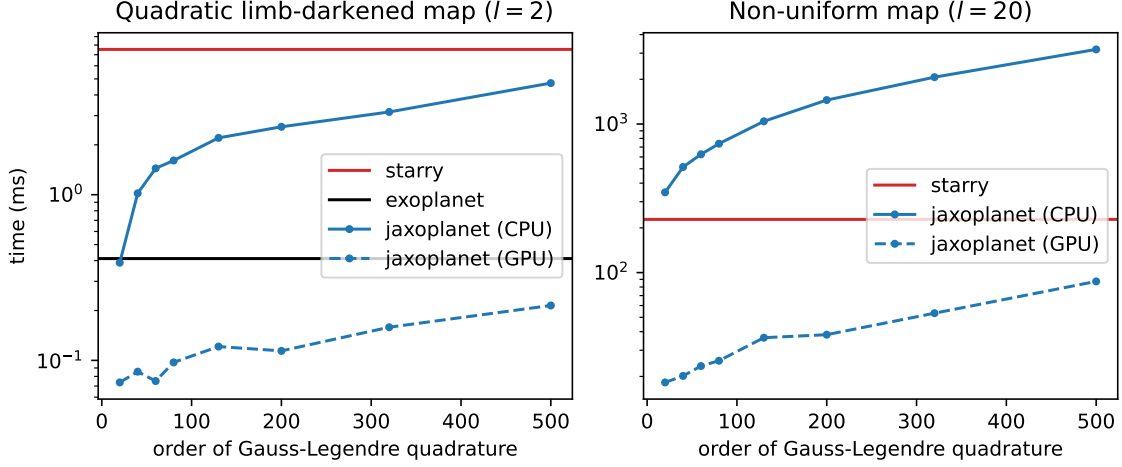 Quadratic limb-darkened map (l = 2)
time (ms)
10⁰
10⁻¹
starry
exoplanet
jaxoplanet (CPU)
jaxoplanet (GPU)
0 100 200 300 400 500
order of Gauss-Legendre quadrature
Non-uniform map (l = 20)
10³
10²
starry
jaxoplanet (CPU)
jaxoplanet (GPU)
0 100 200 300 400 500
order of Gauss-Legendre quadrature